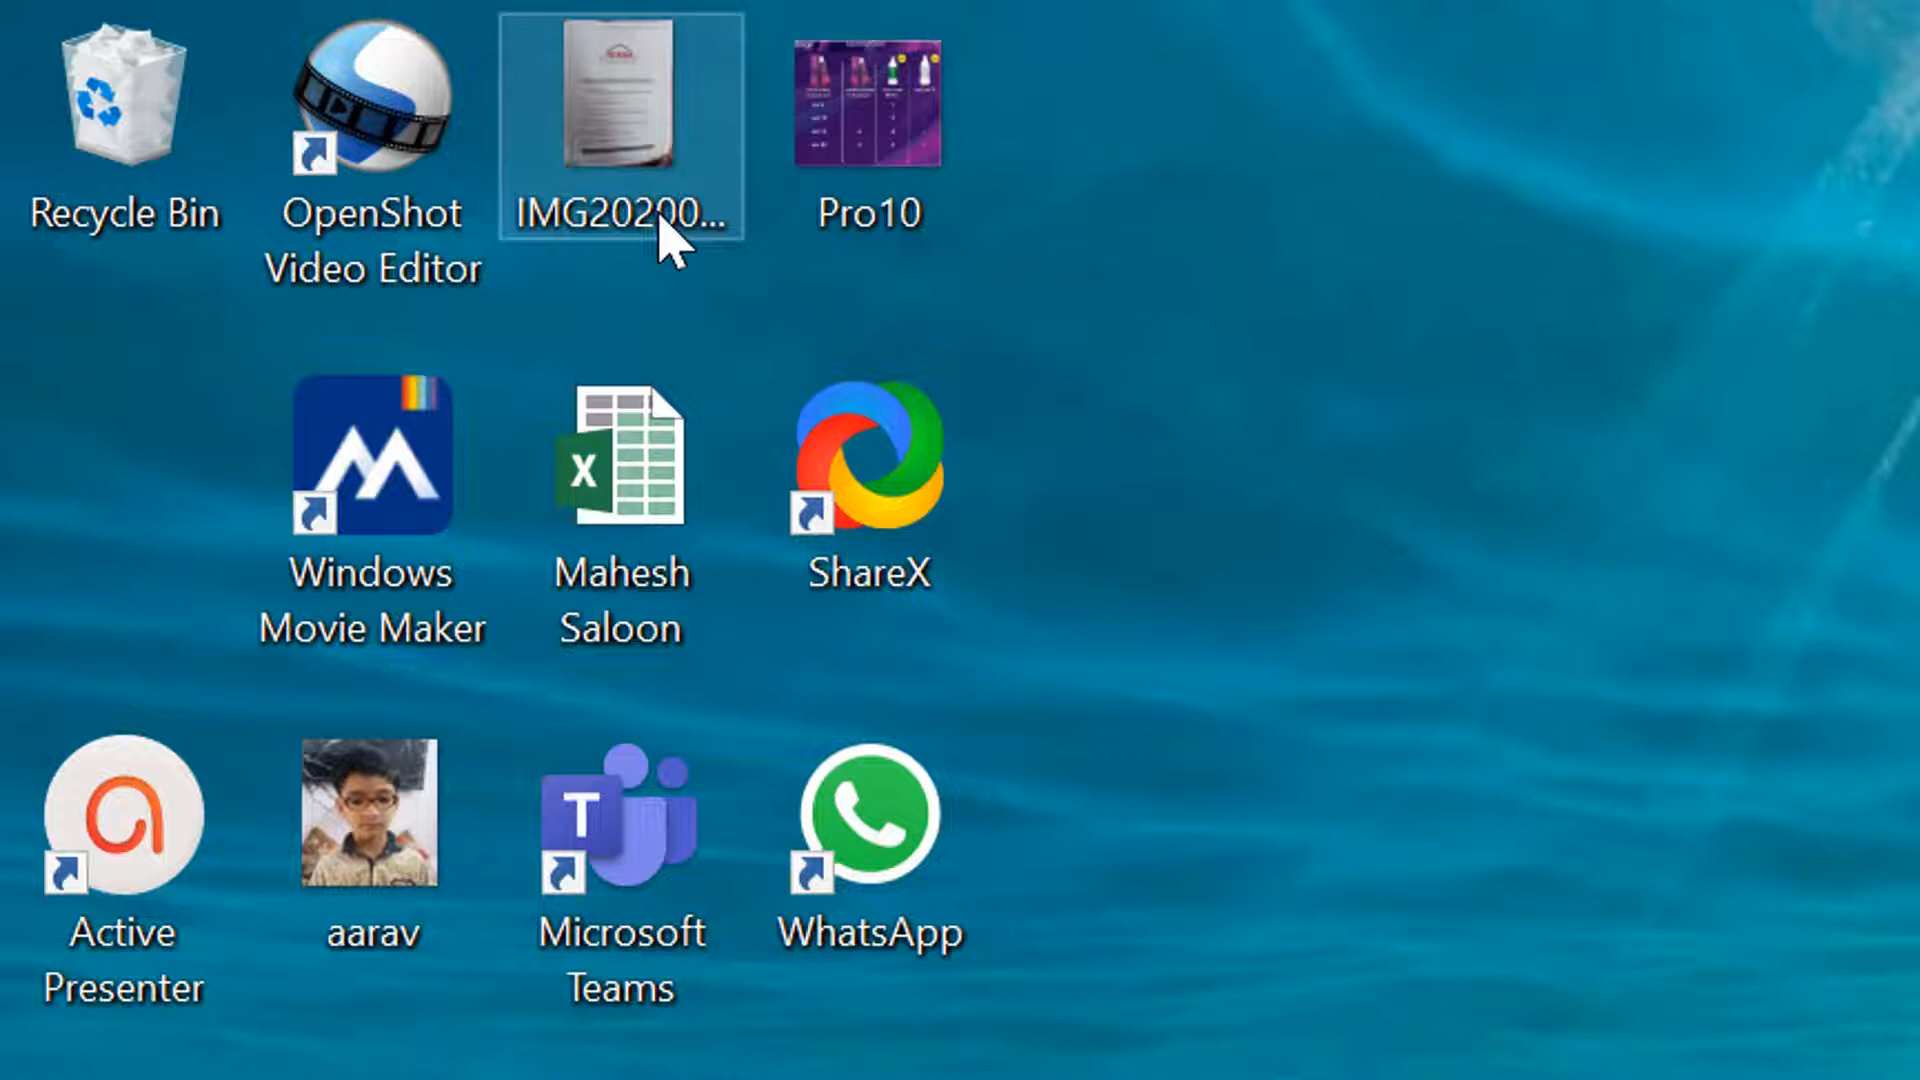 Recycle Bin
OpenShot
Video Editor
IMG20200...
Pro10
Windows
Movie Maker
Mahesh
Saloon
X
ShareX
Active
Presenter
aarav
T
Microsoft
Teams
WhatsApp